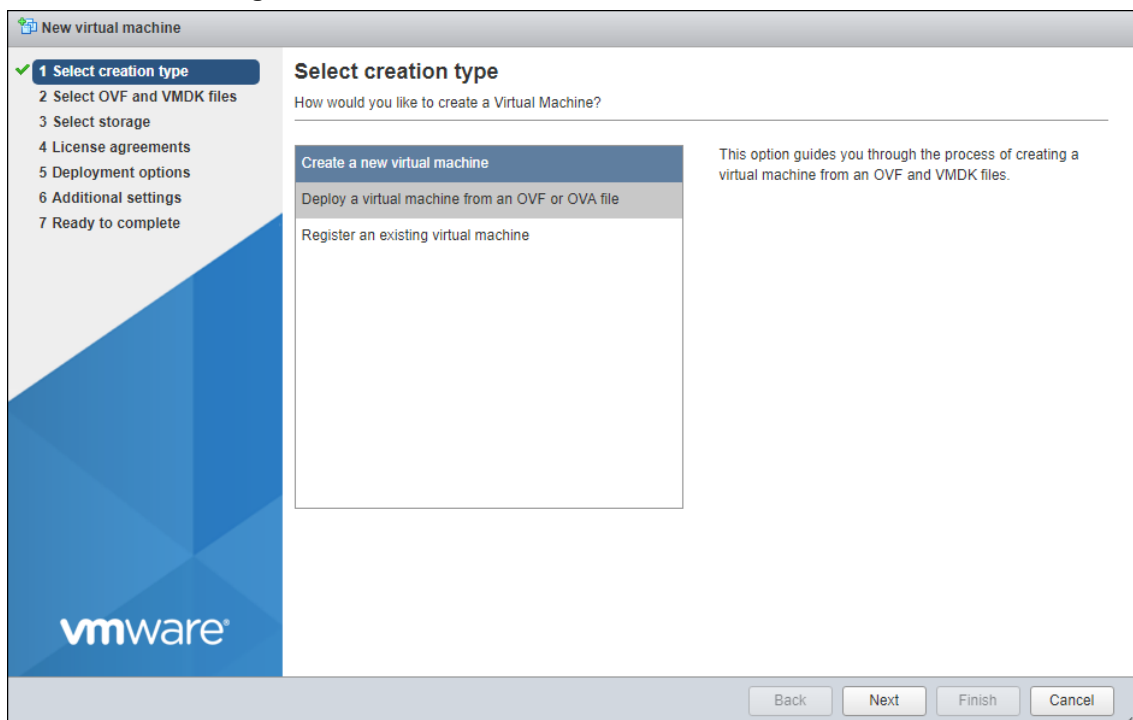 New virtual machine
1 Select creation type
2 Select OVF and VMDK files
3 Select storage
4 License agreements
5 Deployment options
6 Additional settings
7 Ready to complete
Select creation type
How would you like to create a Virtual Machine?
Create a new virtual machine
Deploy a virtual machine from an OVF or OVA file
Register an existing virtual machine
This option guides you through the process of creating a
virtual machine from an OVF and VMDK files.
vmware®
Back
Next
Finish
Cancel